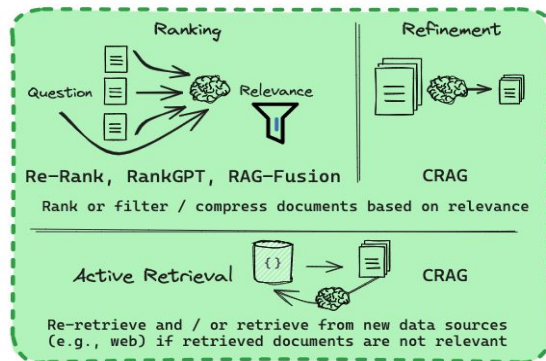 Ranking
Refinement
Question
Relevance
Re-Rank, RankGPT, RAG-Fusion
CRAG
Rank or filter / compress documents based on relevance
{}
Active Retrieval
CRAG
Re-retrieve and / or retrieve from new data sources
(e.g., web) if retrieved documents are not relevant